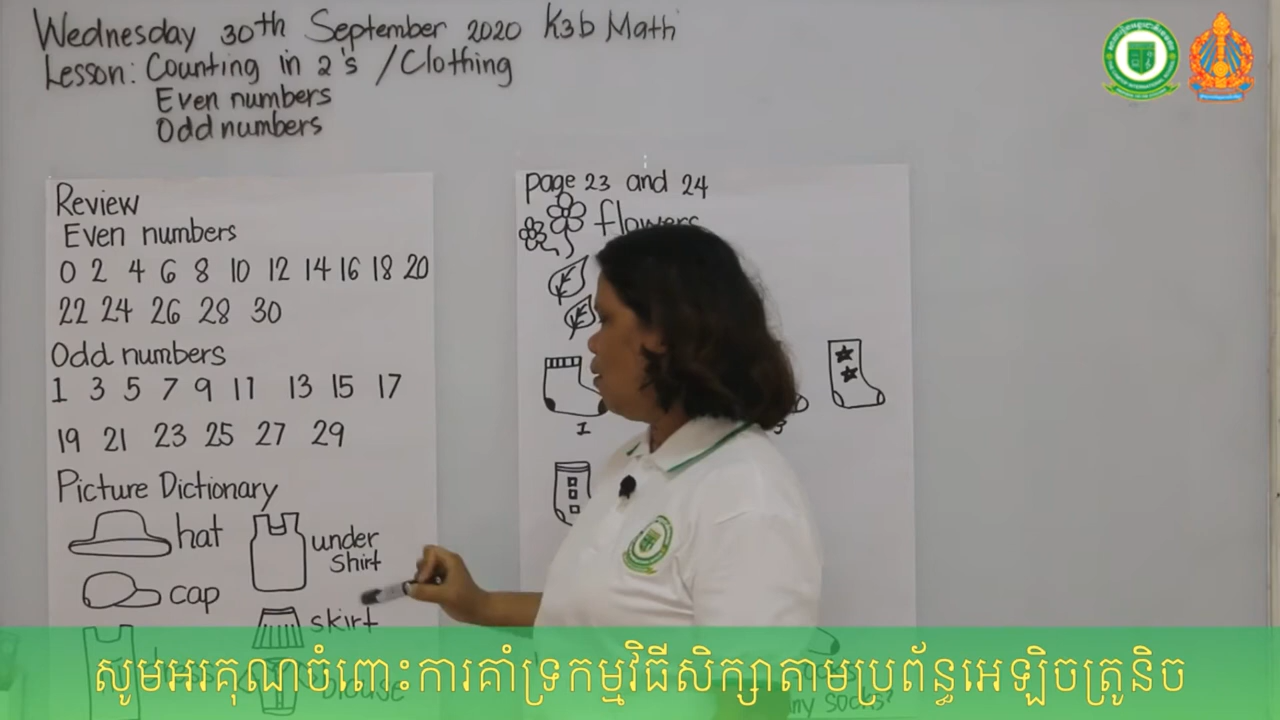 Wednesday 30th September 2020 K3b Math
Lesson: Counting in 2's / Clothing
Even numbers
Odd numbers
Review
Even numbers
0 2 4 6 8 10 12 14 16 18 20
22 24 26 28 30
Odd numbers
1 3 5 7 9 11 13 15 17
19 21 23 25 27 29
Picture Dictionary
hat
under shirt
cap
skirt
dress
blouse
page 23 and 24
flowers
1
3
socks?
សូមអរគុណចំពោះការគាំទ្រកម្មវិធីសិក្សាតាមប្រព័ន្ធអេឡិចត្រូនិច